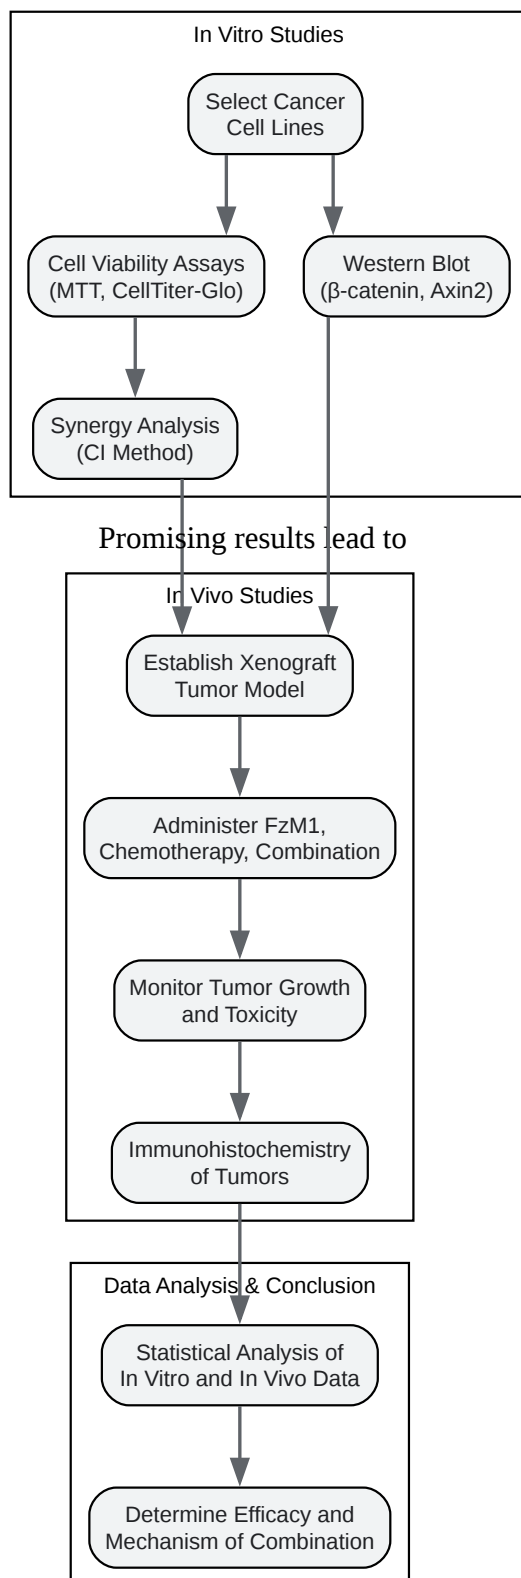 In Vitro Studies
Select Cancer
Cell Lines
Cell Viability Assays
(MTT, CellTiter-Glo)
Western Blot
(β-catenin, Axin2)
Synergy Analysis
(CI Method)
Promising results lead to
In Vivo Studies
Establish Xenograft
Tumor Model
Administer FzM1,
Chemotherapy, Combination
Monitor Tumor Growth
and Toxicity
Immunohistochemistry
of Tumors
Data Analysis & Conclusion
Statistical Analysis of
In Vitro and In Vivo Data
Determine Efficacy and
Mechanism of Combination